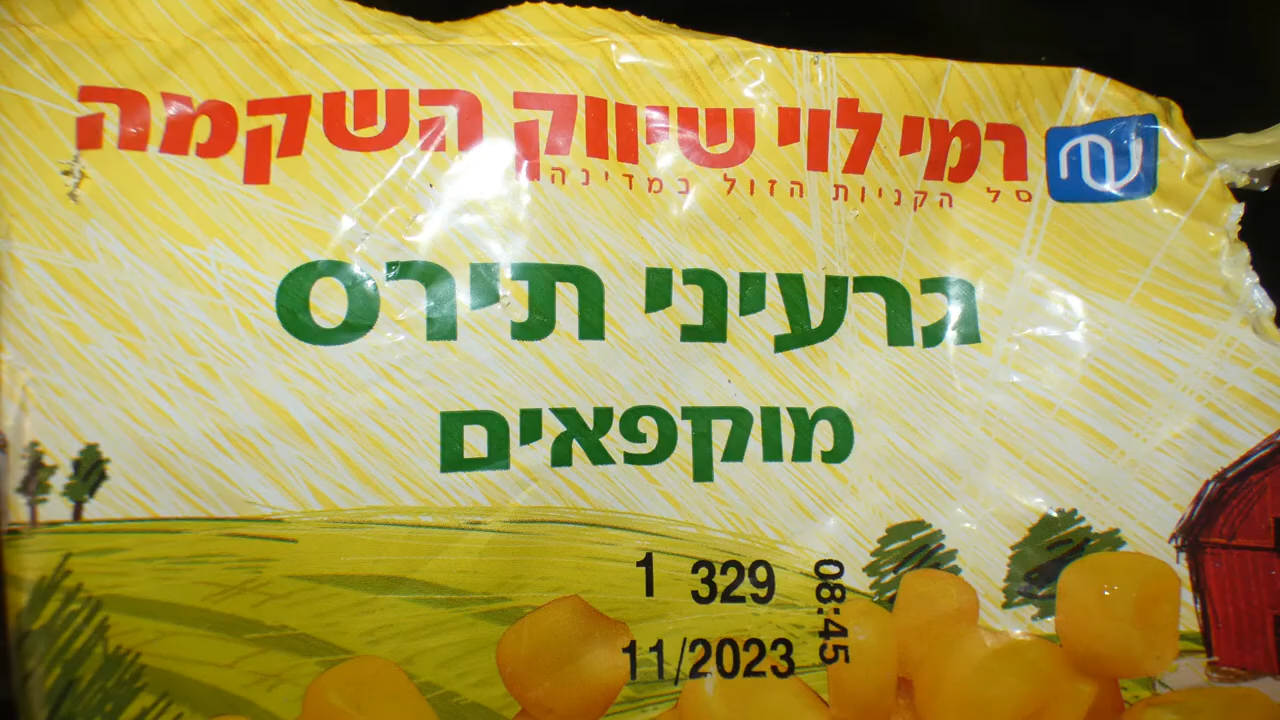 רמי לוי שיווק השקמה
סל הקניות הזול במדינה
גרעיני תירס
מוקפאים
1 329
11/2023
08:45